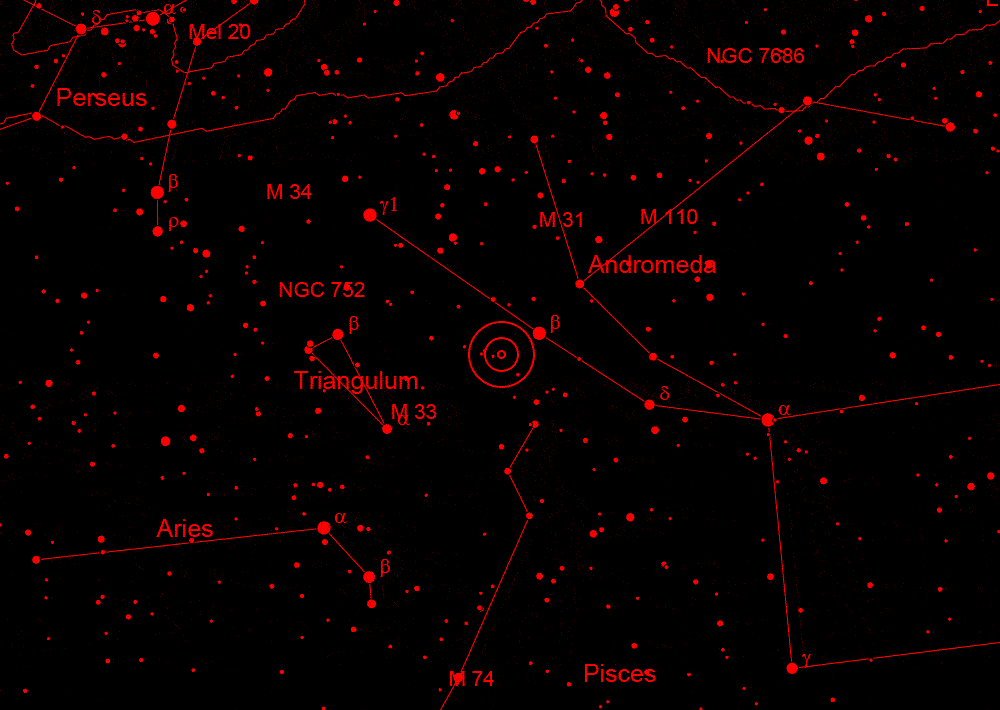 δ
α
Mel 20
NGC 7686
Perseus
β
M 34
γ1
ρ
M 31
M 110
Andromeda
NGC 752
β
β
Triangulum.
δ
M 33
α
α
α
Aries
β
γ
Pisces
M 74